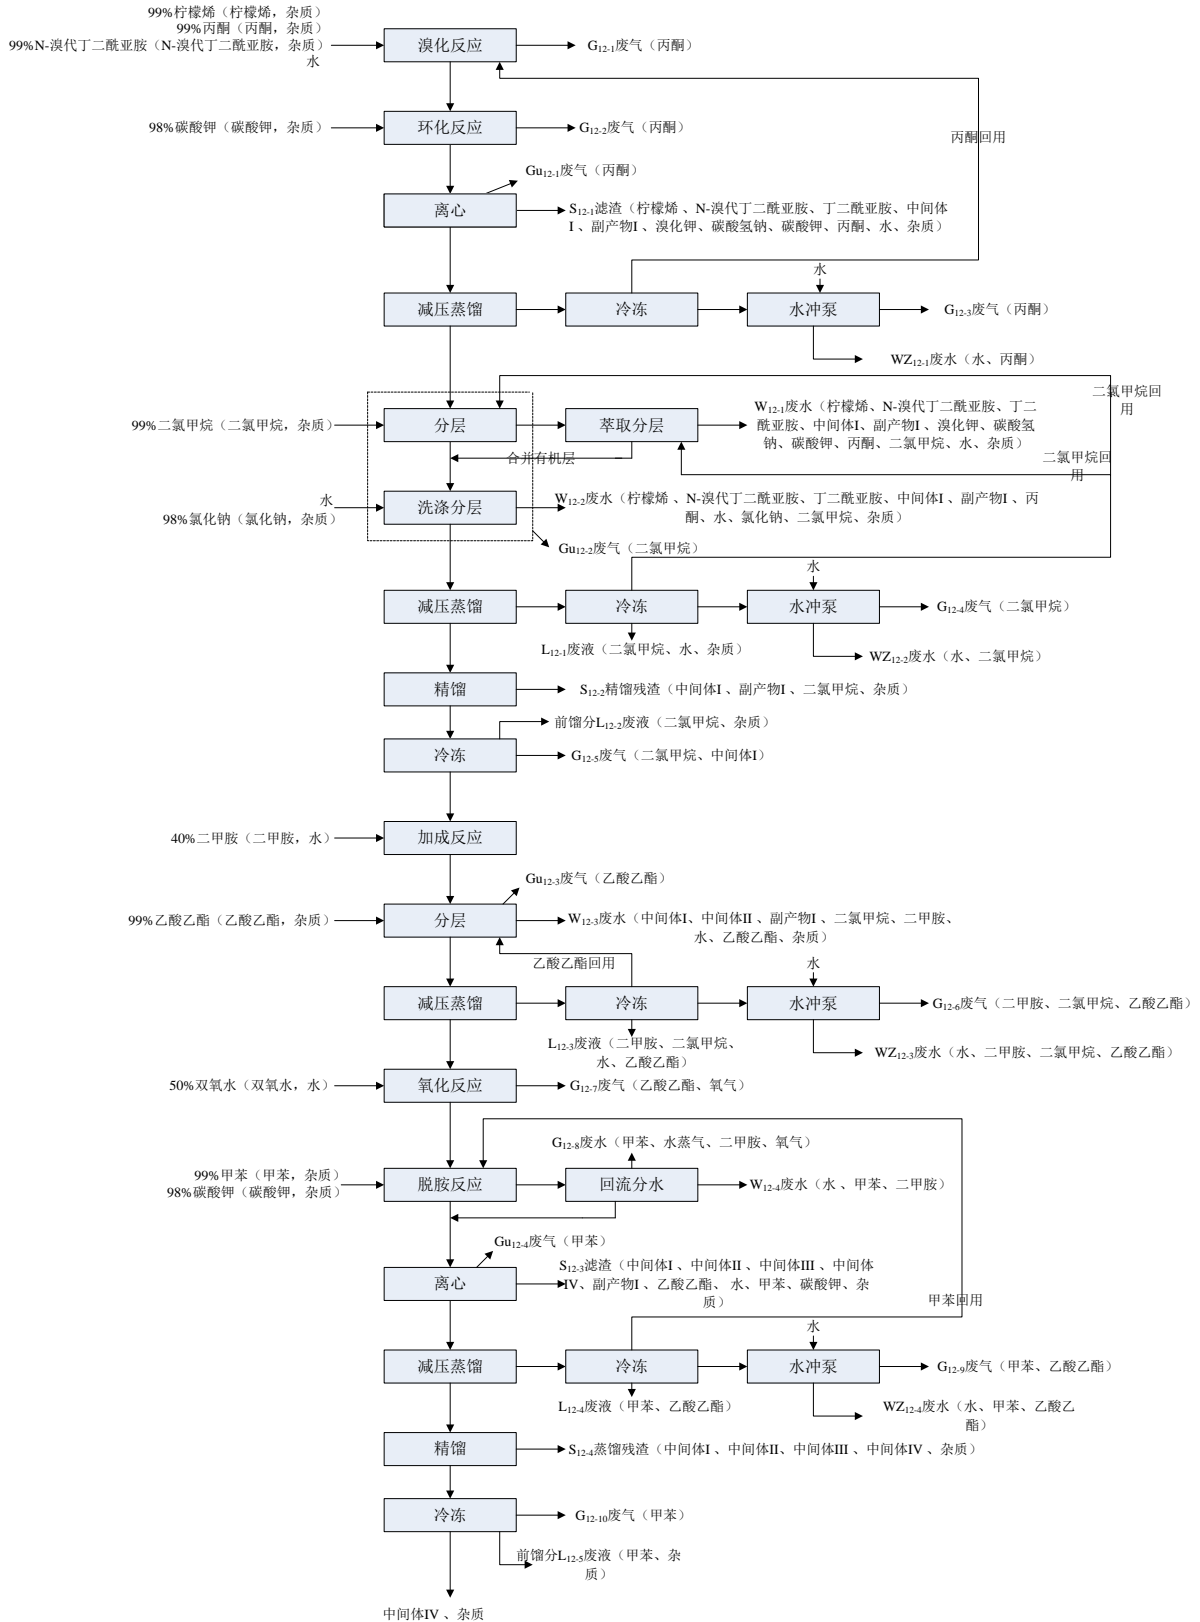 99%柠檬烯（柠檬烯，杂质）
99%丙酮（丙酮，杂质）
99%N-溴代丁二酰亚胺（N-溴代丁二酰亚胺，杂质）
水
溴化反应
G12-1废气（丙酮）
98%碳酸钾（碳酸钾，杂质）
环化反应
G12-2废气（丙酮）
丙酮回用
Gu12-1废气（丙酮）
离心
S12-1滤渣（柠檬烯 、N-溴代丁二酰亚胺、丁二酰亚胺、中间体
I 、副产物I 、溴化钾、碳酸氢钠、碳酸钾、丙酮、水、杂质）
水
减压蒸馏
冷冻
水冲泵
G12-3废气（丙酮）
WZ12-1废水（水、丙酮）
二氯甲烷回
用
99%二氯甲烷（二氯甲烷，杂质）
分层
萃取分层
W12-1废水（柠檬烯、N-溴代丁二酰亚胺、丁二
酰亚胺、中间体I、副产物I 、溴化钾、碳酸氢
钠、碳酸钾、丙酮、二氯甲烷、水、杂质）
合并有机层
二氯甲烷回
用
水
98%氯化钠（氯化钠，杂质）
洗涤分层
W12-2废水（柠檬烯 、N-溴代丁二酰亚胺、丁二酰亚胺、中间体I 、副产物I 、丙
酮、水、氯化钠、二氯甲烷、杂质）
Gu12-2废气（二氯甲烷）
水
减压蒸馏
冷冻
水冲泵
G12-4废气（二氯甲烷）
L12-1废液（二氯甲烷、水、杂质）
WZ12-2废水（水、二氯甲烷）
精馏
S12-2精馏残渣（中间体I 、副产物I 、二氯甲烷、杂质）
前馏分L12-2废液（二氯甲烷、杂质）
冷冻
G12-5废气（二氯甲烷、中间体I）
40%二甲胺（二甲胺，水）
加成反应
Gu12-3废气（乙酸乙酯）
99%乙酸乙酯（乙酸乙酯，杂质）
分层
W12-3废水（中间体I、中间体II 、副产物I 、二氯甲烷、二甲胺、
水、乙酸乙酯、杂质）
乙酸乙酯回用
水
减压蒸馏
冷冻
水冲泵
G12-6废气（二甲胺、二氯甲烷、乙酸乙酯）
L12-3废液（二甲胺、二氯甲烷、
水、乙酸乙酯）
WZ12-3废水（水、二甲胺、二氯甲烷、乙酸乙酯）
50%双氧水（双氧水，水）
氧化反应
G12-7废气（乙酸乙酯、氧气）
G12-8废水（甲苯、水蒸气、二甲胺、氧气）
99%甲苯（甲苯，杂质）
98%碳酸钾（碳酸钾，杂质）
脱胺反应
回流分水
W12-4废水（水 、甲苯、二甲胺）
Gu12-4废气（甲苯）
离心
S12-3滤渣（中间体I 、中间体II 、中间体III 、中间体
IV、副产物I 、乙酸乙酯、 水、甲苯、碳酸钾、杂
质）
甲苯回用
水
减压蒸馏
冷冻
水冲泵
G12-9废气（甲苯、乙酸乙酯）
L12-4废液（甲苯、乙酸乙酯）
WZ12-4废水（水、甲苯、乙酸乙
酯）
精馏
S12-4蒸馏残渣（中间体I 、中间体II、中间体III 、中间体IV 、杂质）
冷冻
G12-10废气（甲苯）
前馏分L12-5废液（甲苯、杂
质）
中间体IV 、杂质